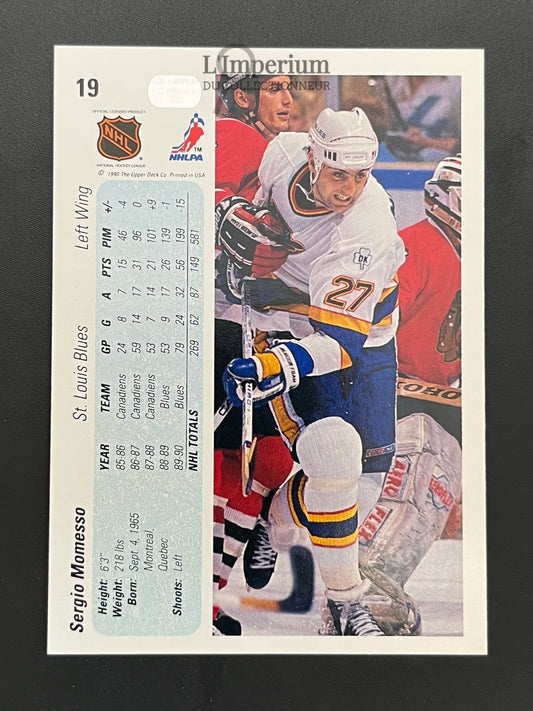 L'Imperium
DU COLLECTIONNEUR
19
OFFICIAL LICENSED PRODUCT
NHL
NATIONAL HOCKEY LEAGUE
NHLPA
TM
© 1990 The Upper Deck Co. Printed in USA
Sergio Momesso St. Louis Blues Left Wing
Height: 6'3"
Weight: 218 lbs
Born: Sept. 4, 1965
Montreal,
Quebec
Shoots: Left
YEAR TEAM GP G A PTS PIM +/-
85-86 Canadiens 24 8 7 15 46 -4
86-87 Canadiens 59 14 17 31 96 0
87-88 Canadiens 53 7 14 21 101 +9
88-89 Blues 53 9 17 26 139 -1
89-90 Blues 79 24 32 56 199 -15
NHL TOTALS 269 62 87 149 581
DK
27